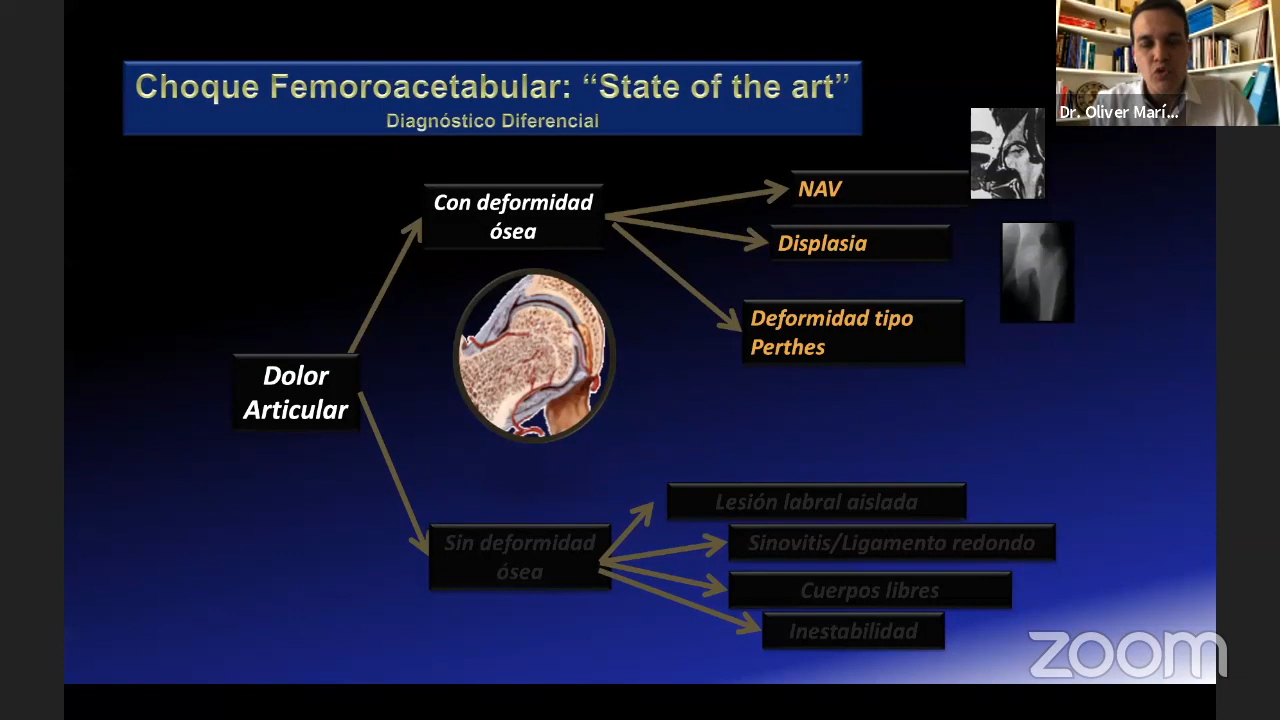 Choque Femoroacetabular: “State of the art”
Diagnóstico Diferencial
Dr. Oliver Marí...
Con deformidad
ósea
NAV
Displasia
Deformidad tipo
Perthes
Dolor
Articular
Sin deformidad
ósea
Lesión labral aislada
Sinovitis/Ligamento redondo
Cuerpos libres
Inestabilidad
zoom